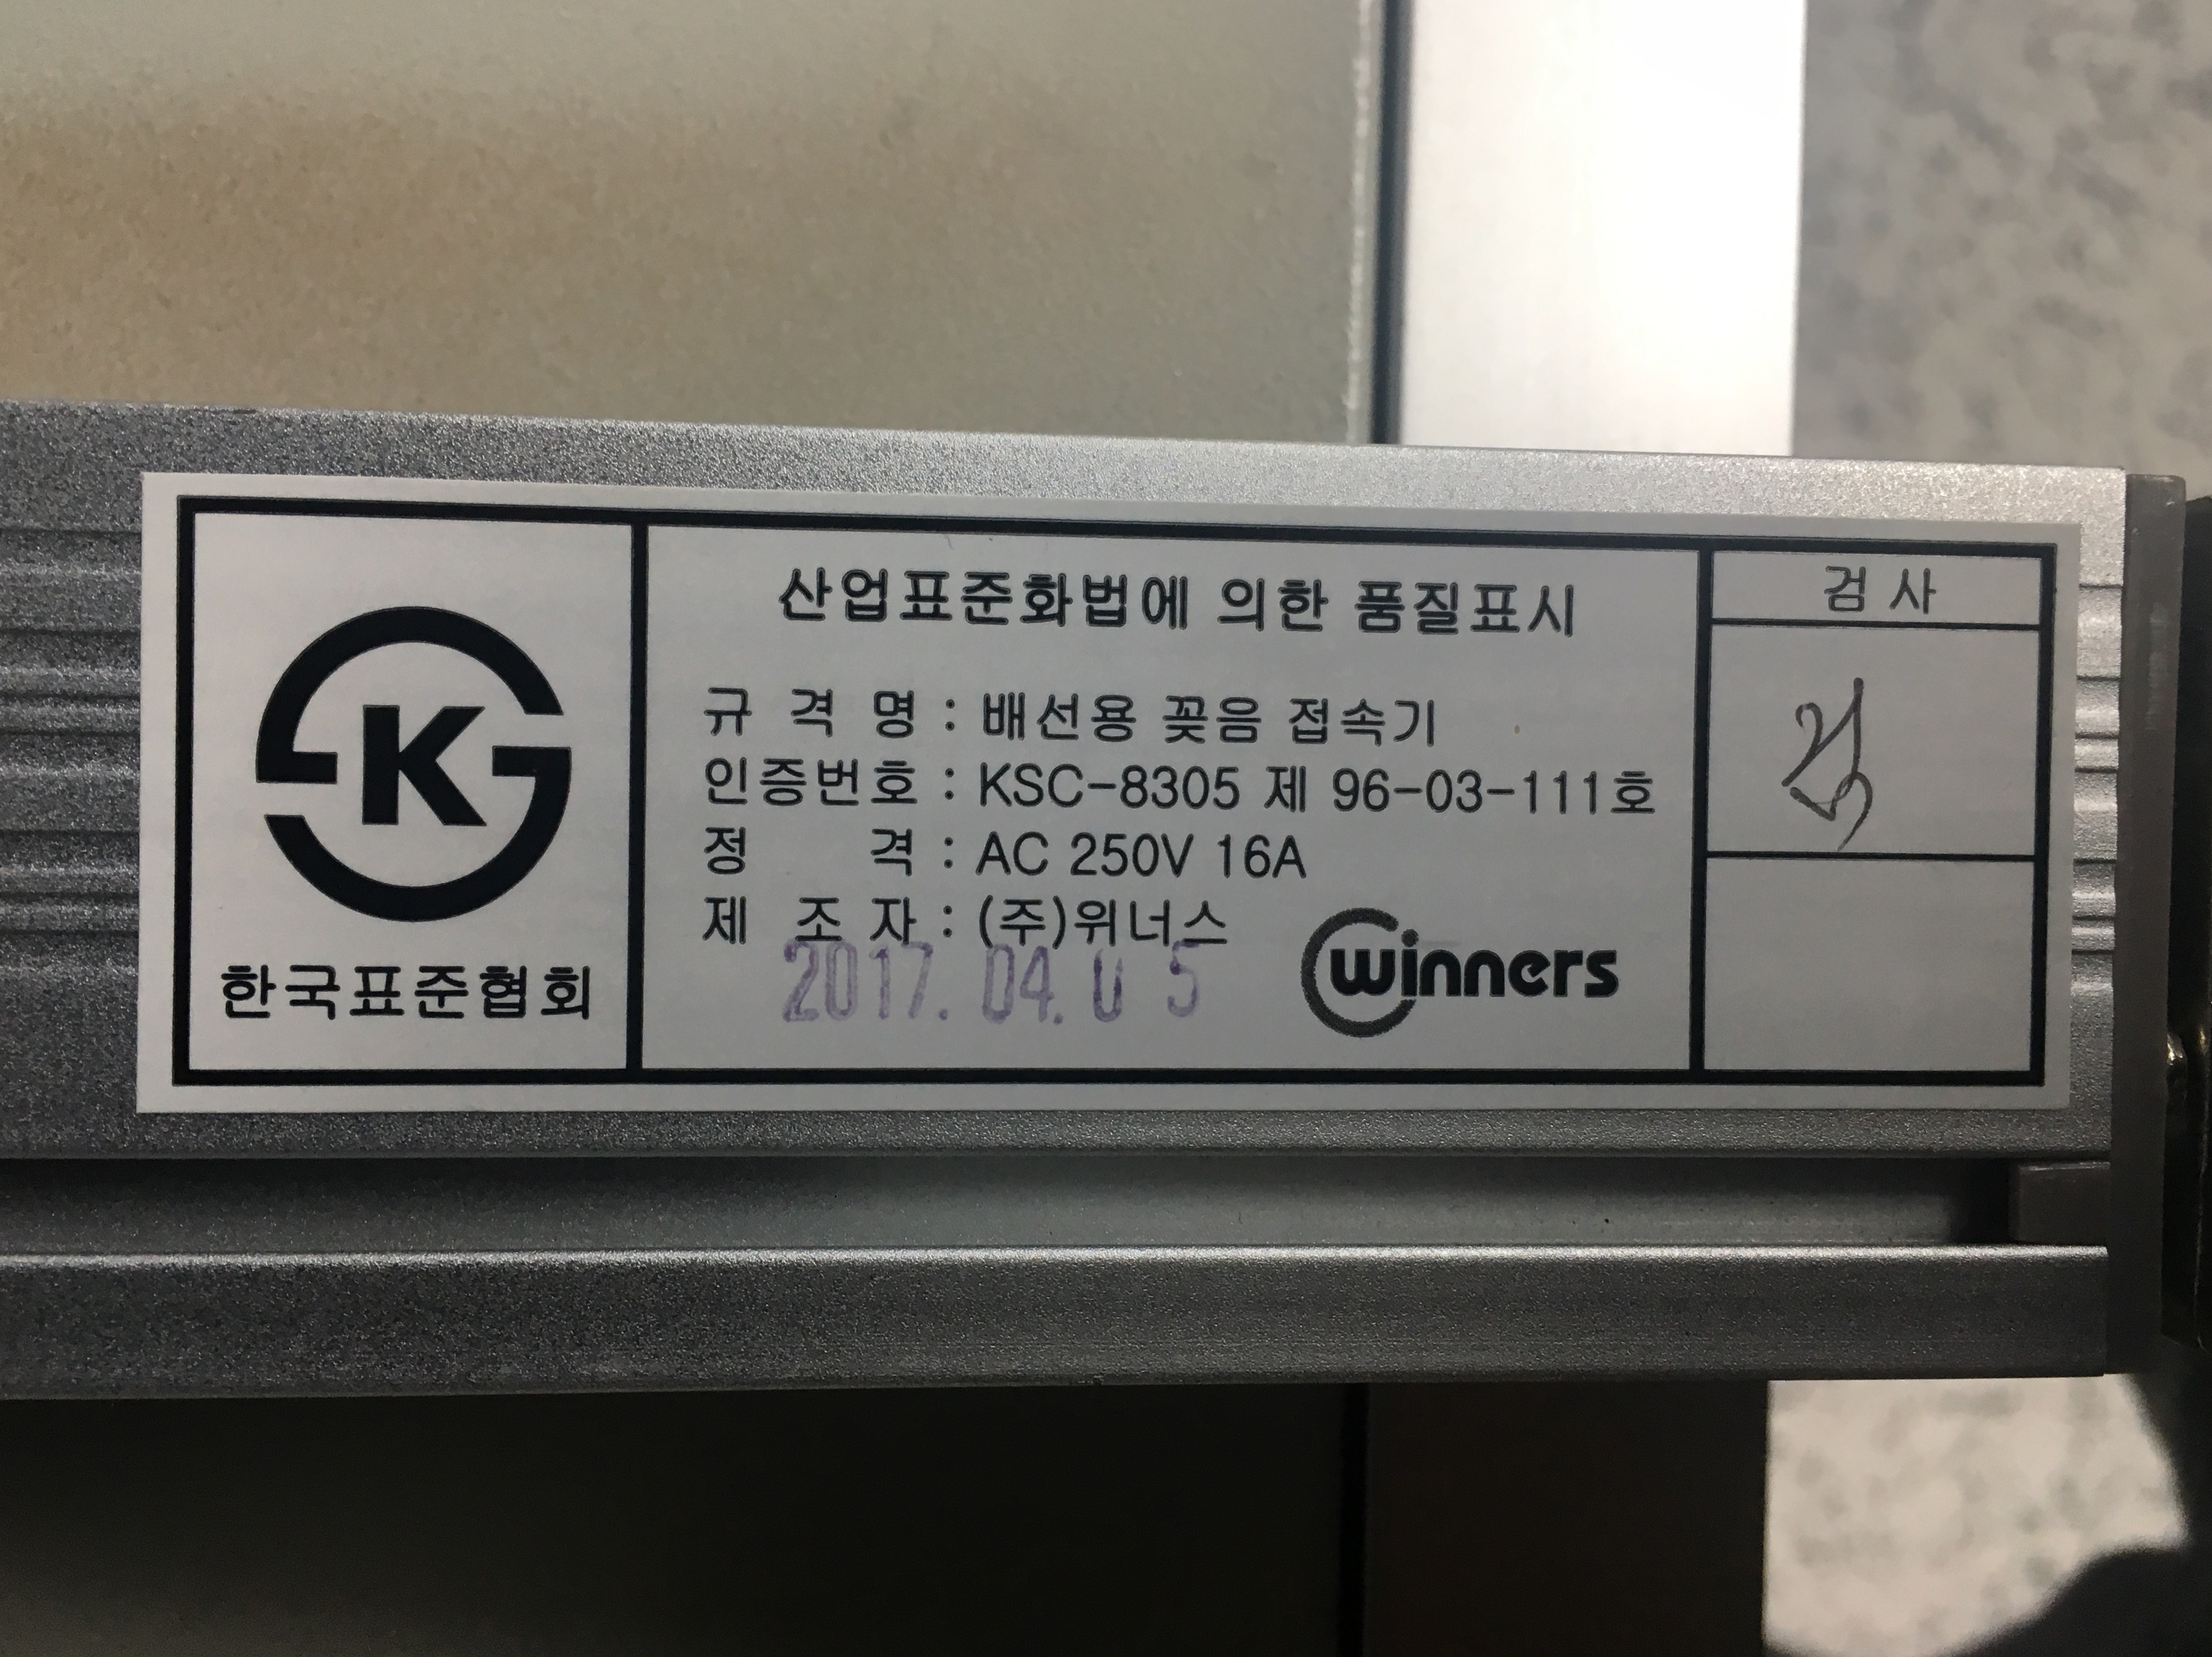 K
한국표준협회
산업표준화법에 의한 품질표시
규 격 명 : 배선용 꽂음 접속기
인증번호 : KSC-8305 제 96-03-111호
정 격 : AC 250V 16A
제 조 자 : (주)위너스
2017. 04. 0 5
winners
검 사